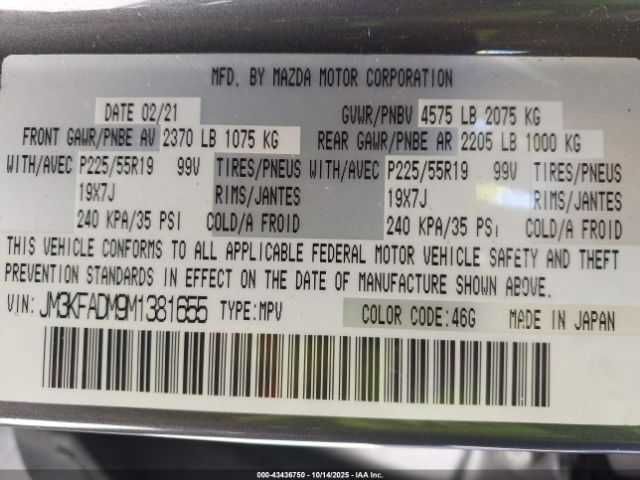 MFD. BY MAZDA MOTOR CORPORATION
DATE 02/21 GVWR/PNBV 4575 LB 2075 KG
FRONT GAWR/PNBE AV 2370 LB 1075 KG REAR GAWR/PNBE AR 2205 LB 1000 KG
WITH/AVEC P225/55R19 99V TIRES/PNEUS WITH/AVEC P225/55R19 99V TIRES/PNEUS
19X7J RIMS/JANTES 19X7J RIMS/JANTES
240 KPA/35 PSI COLD/A FROID 240 KPA/35 PSI COLD/A FROID
THIS VEHICLE CONFORMS TO ALL APPLICABLE FEDERAL MOTOR VEHICLE SAFETY AND THEFT
PREVENTION STANDARDS IN EFFECT ON THE DATE OF MANUFACTURE SHOWN ABOVE.
VIN: JM3KFADM9M1381655 TYPE: MPV COLOR CODE: 46G MADE IN JAPAN
000-43436750 - 10/14/2025 - IAAI.com